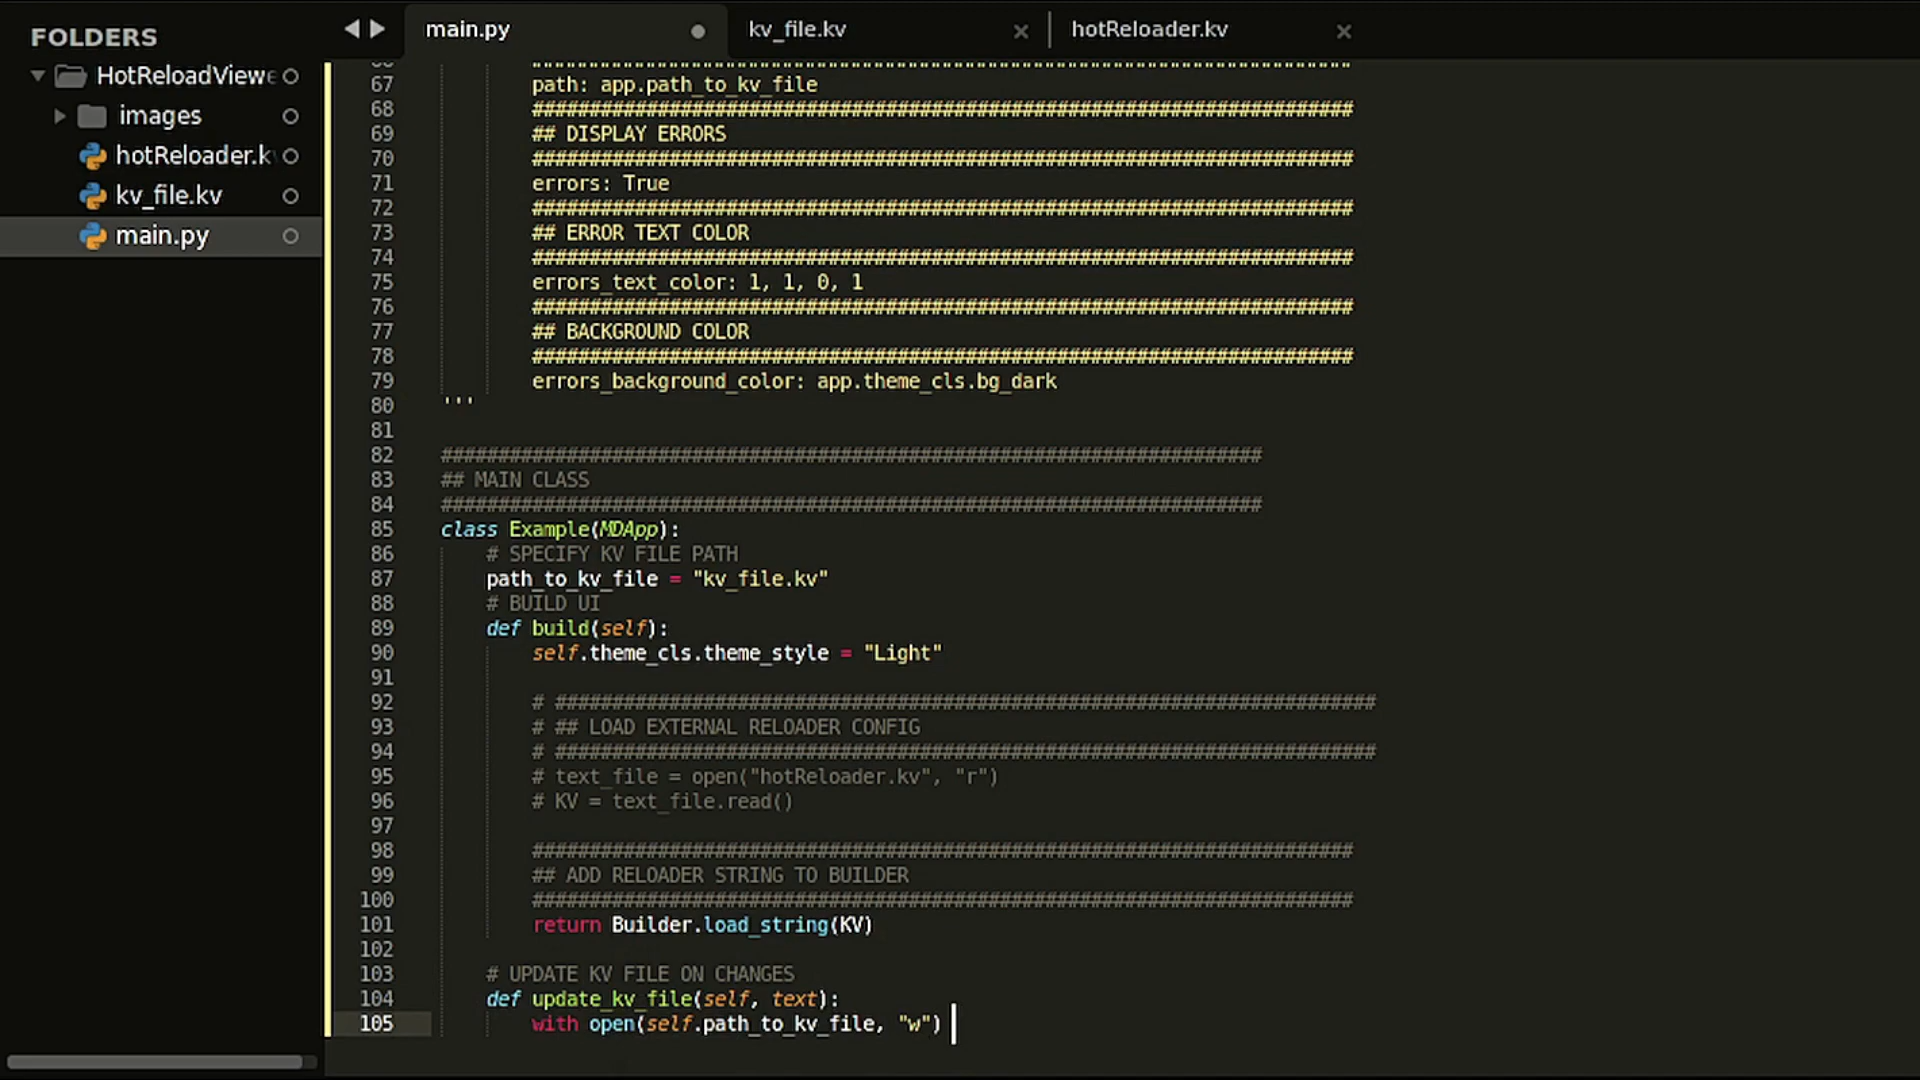 FOLDERS
HotReloadViewe
images
hotReloader.k
kv_file.kv
main.py
main.py
kv_file.kv
hotReloader.kv
67 path: app.path_to_kv_file
68 ########################################################################
69 ## DISPLAY ERRORS
70 ########################################################################
71 errors: True
72 ########################################################################
73 ## ERROR TEXT COLOR
74 ########################################################################
75 errors_text_color: 1, 1, 0, 1
76 ########################################################################
77 ## BACKGROUND COLOR
78 ########################################################################
79 errors_background_color: app.theme_cls.bg_dark
80 '''
81
82 ########################################################################
83 ## MAIN CLASS
84 ########################################################################
85 class Example(MDApp):
86 # SPECIFY KV FILE PATH
87 path_to_kv_file = "kv_file.kv"
88 # BUILD UI
89 def build(self):
90 self.theme_cls.theme_style = "Light"
91
92 # ########################################################################
93 # ## LOAD EXTERNAL RELOADER CONFIG
94 # ########################################################################
95 # text_file = open("hotReloader.kv", "r")
96 # KV = text_file.read()
97
98 ########################################################################
99 ## ADD RELOADER STRING TO BUILDER
100 ########################################################################
101 return Builder.load_string(KV)
102
103 # UPDATE KV FILE ON CHANGES
104 def update_kv_file(self, text):
105 with open(self.path_to_kv_file, "w")